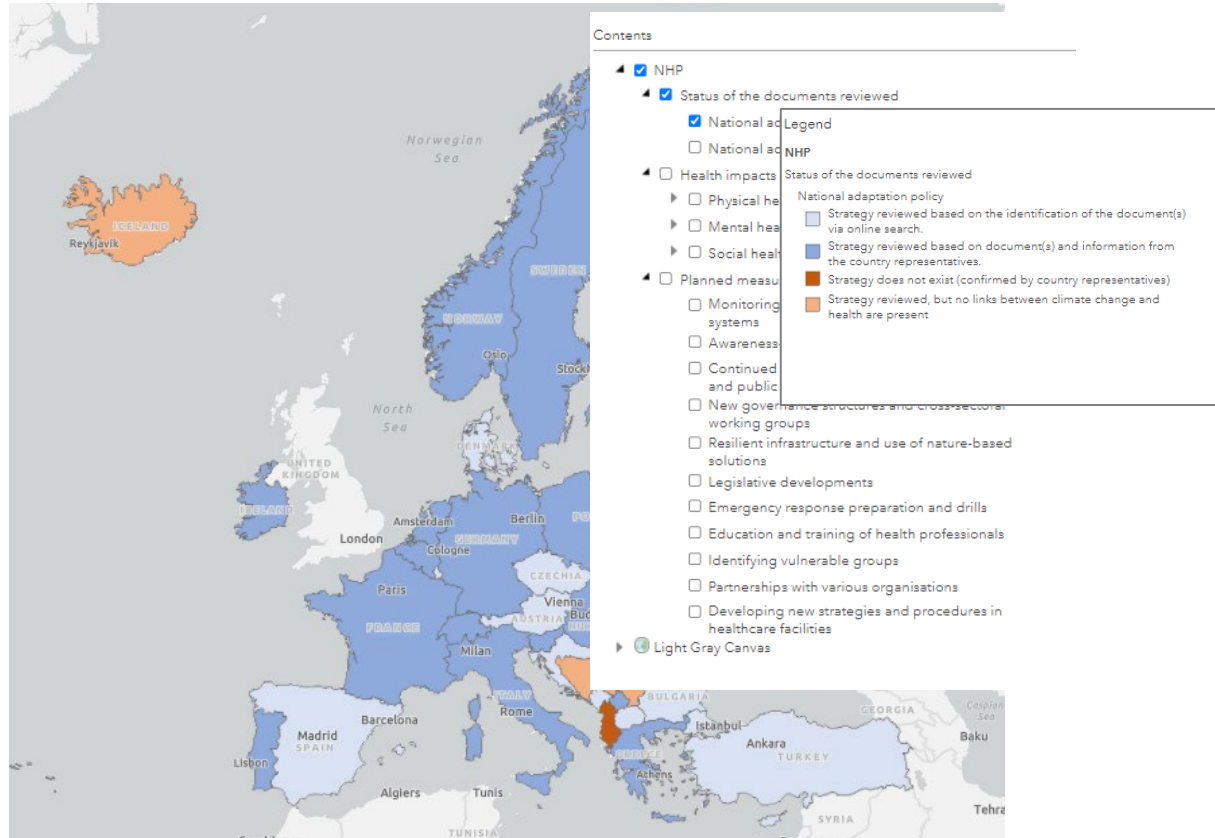 Contents
NHP
Status of the documents reviewed
National ad
National ad
Health impacts
Physical he
Mental hea
Social heal
Planned measu
Monitoring
systems
Awareness-
Continued
and public
New governance structures and cross-sectoral
working groups
Resilient infrastructure and use of nature-based
solutions
Legislative developments
Emergency response preparation and drills
Education and training of health professionals
Identifying vulnerable groups
Partnerships with various organisations
Developing new strategies and procedures in
healthcare facilities
Light Gray Canvas
Legend
NHP
Status of the documents reviewed
National adaptation policy
Strategy reviewed based on the identification of the document(s)
via online search.
Strategy reviewed based on document(s) and information from
the country representatives.
Strategy does not exist (confirmed by country representatives)
Strategy reviewed, but no links between climate change and
health are present
Norwegian
Sea
ICELAND
Reykjavík
SWEDEN
NORWAY
Oslo
Stockh
North
Sea
DENMARK
UNITED
KINGDOM
IRELAND
Amsterdam
Berlin
PO
London
Cologne
GERMANY
CZECHIA
Paris
Vienna
Bud
AUSTRIA
HU
FRANCE
Milan
ITALY
BULGARIA
GEORGIA
Caspian
Sea
Rome
Barcelona
Istanbul
Baku
Madrid
SPAIN
Ankara
TURKEY
Lisbon
GREECE
Athens
Algiers
Tunis
Tehra
SYRIA
TUNISIA